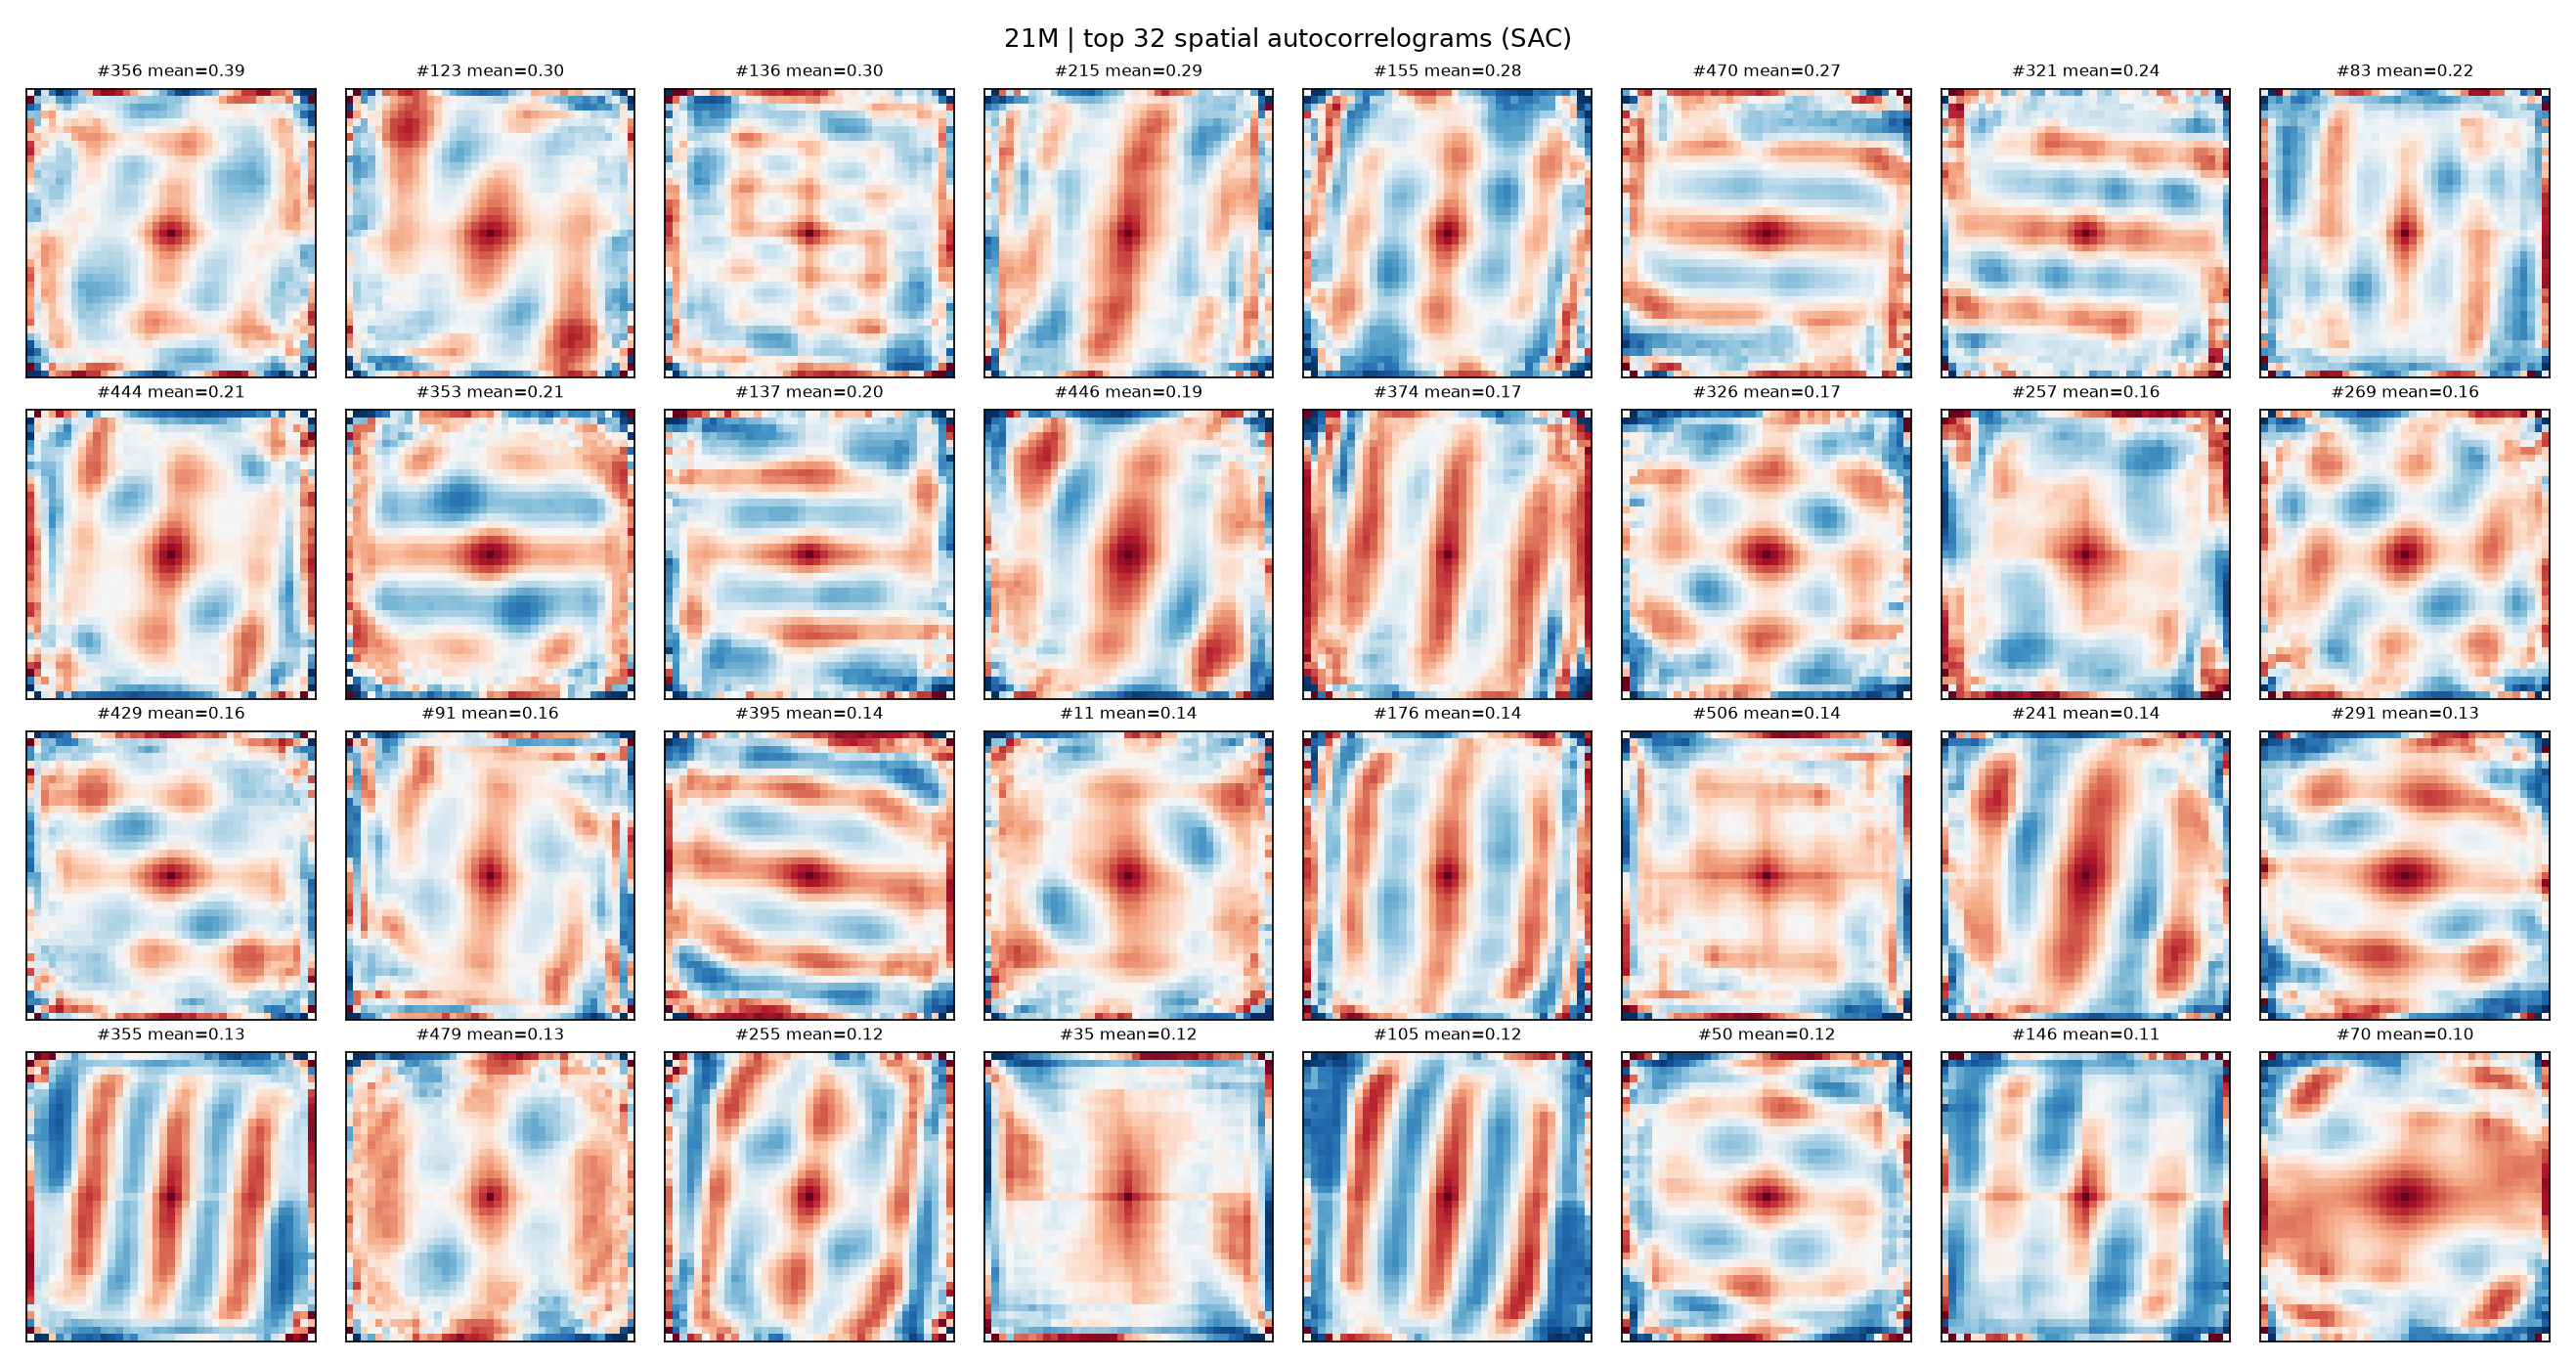 21M | top 32 spatial autocorrelograms (SAC)
#356 mean=0.39 #123 mean=0.30 #136 mean=0.30 #215 mean=0.29 #155 mean=0.28 #470 mean=0.27 #321 mean=0.24 #83 mean=0.22
#444 mean=0.21 #353 mean=0.21 #137 mean=0.20 #446 mean=0.19 #374 mean=0.17 #326 mean=0.17 #257 mean=0.16 #269 mean=0.16
#429 mean=0.16 #91 mean=0.16 #395 mean=0.14 #11 mean=0.14 #176 mean=0.14 #506 mean=0.14 #241 mean=0.14 #291 mean=0.13
#355 mean=0.13 #479 mean=0.13 #255 mean=0.12 #35 mean=0.12 #105 mean=0.12 #50 mean=0.12 #146 mean=0.11 #70 mean=0.10